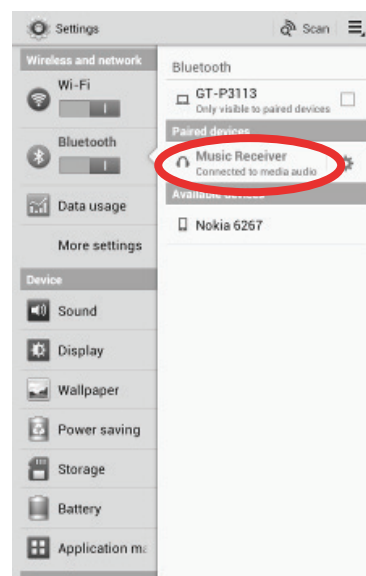 Settings
Scan
Wireless and network
Wi-Fi
Bluetooth
Data usage
More settings
Device
Sound
Display
Wallpaper
Power saving
Storage
Battery
Application ma
Bluetooth
GT-P3113
Only visible to paired devices
Paired devices
Music Receiver
Connected to media audio
Available devices
Nokia 6267